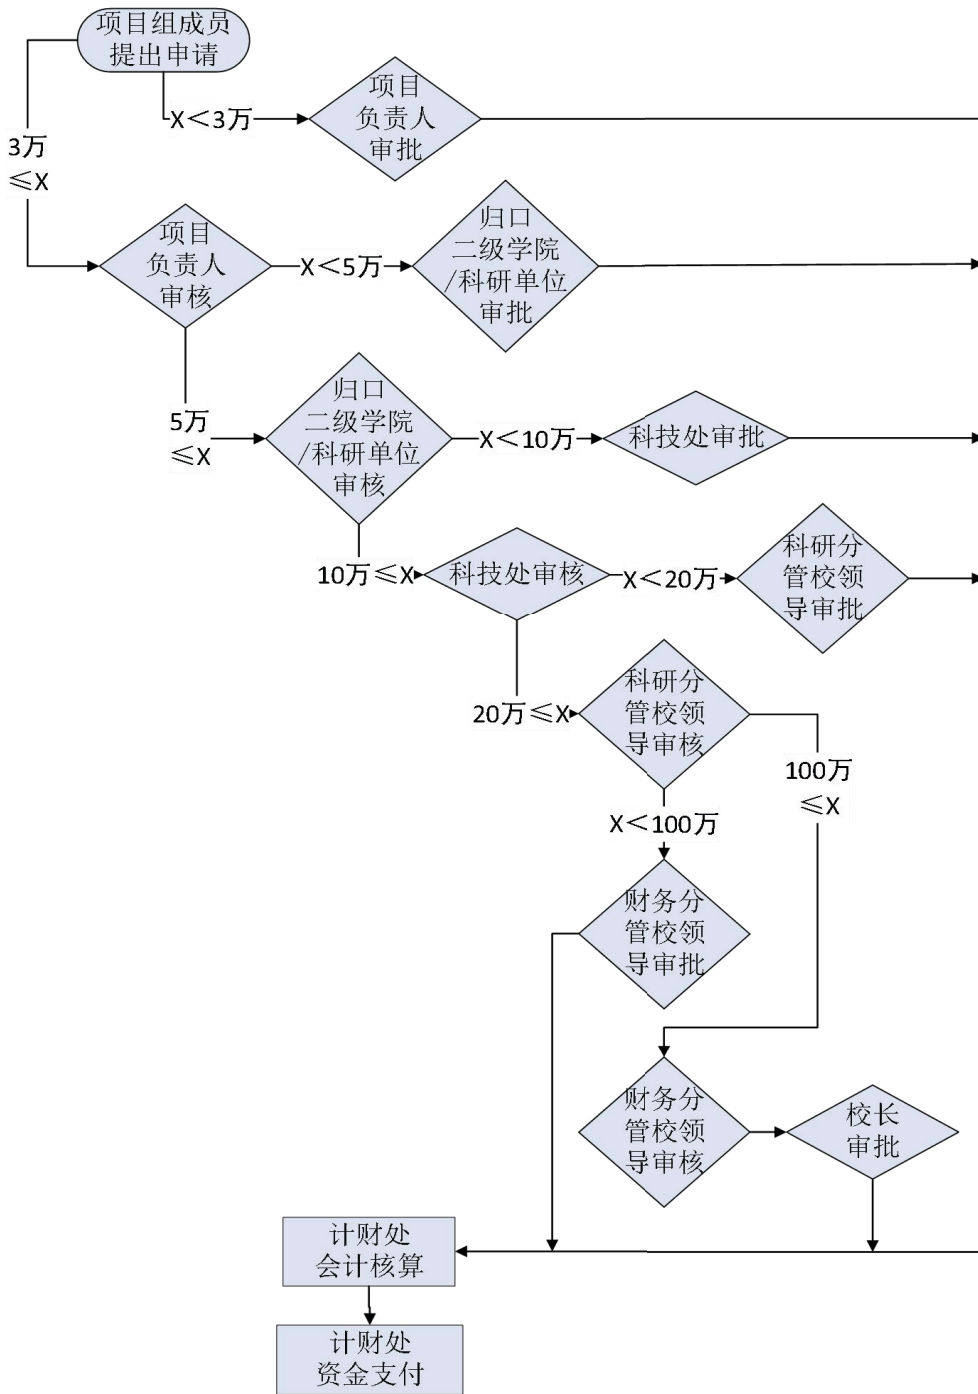 项目组成员
提出申请
X＜3万
项目
负责人
审批
3万
≤X
项目
负责人
审核
X＜5万
归口
二级学院
/科研单位
审批
5万
≤X
归口
二级学院
/科研单位
审核
X＜10万
科技处审批
10万≤X
科技处审核
X＜20万
科研分
管校领
导审批
20万≤X
科研分
管校领
导审核
100万
≤X
X＜100万
财务分
管校领
导审批
财务分
管校领
导审核
校长
审批
计财处
会计核算
计财处
资金支付